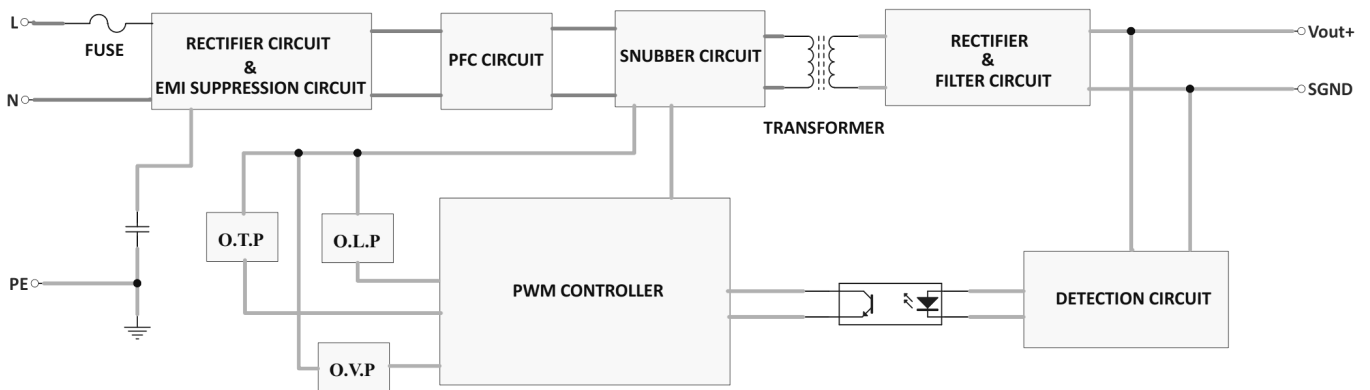 L
FUSE
N
RECTIFIER CIRCUIT
&
EMI SUPPRESSION CIRCUIT
PFC CIRCUIT
SNUBBER CIRCUIT
TRANSFORMER
RECTIFIER
&
FILTER CIRCUIT
Vout+
SGND
O.T.P
O.L.P
PE
PWM CONTROLLER
DETECTION CIRCUIT
O.V.P